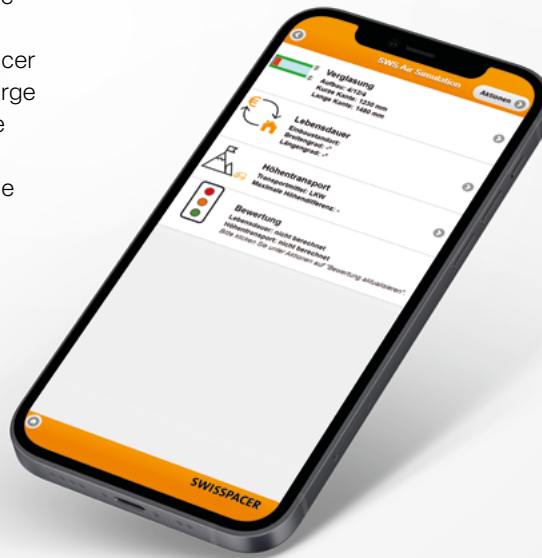 cer
rge
e
e
SWS Air Simulation
Aktionen
Verglasung
Aufbau: 4/12/4
Kurze Kante: 1230 mm
Lange Kante: 1480 mm
Lebensdauer
Einbaustandort:
Breitengrad: -°
Längengrad: -°
Höhentransport
Transportmittel: LKW
Maximale Höhendifferenz: -
Bewertung
Lebensdauer: nicht berechnet
Höhentransport: nicht berechnet
Bitte klicken Sie unter Aktionen auf "Bewertung aktualisieren".
SWISSPACER